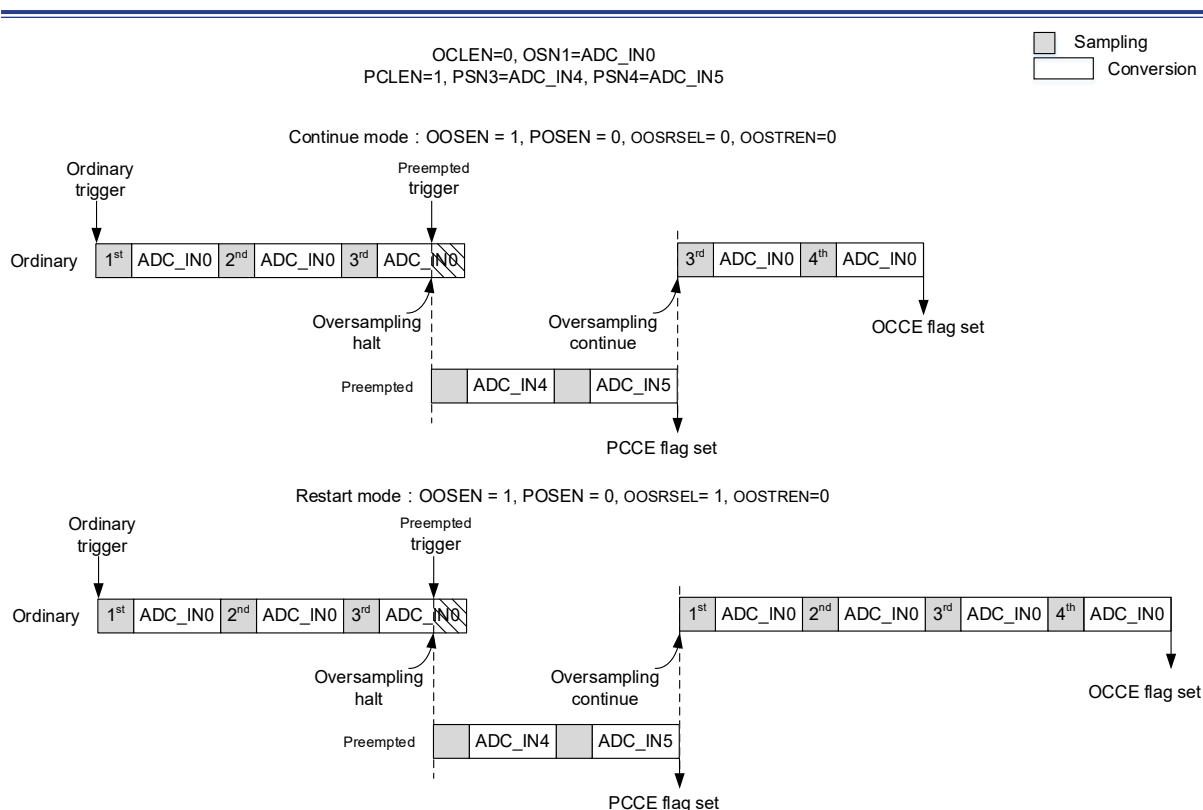 OCLEN=0, OSN1=ADC_IN0
PCLEN=1, PSN3=ADC_IN4, PSN4=ADC_IN5
Sampling
Conversion
Continue mode : OOSEN = 1, POSEN = 0, OOSRSEL= 0, OOSTREN=0
Ordinary
trigger
Preempted
trigger
Ordinary
1st ADC_IN0 2nd ADC_IN0 3rd ADC_IN0
3rd ADC_IN0 4th ADC_IN0
Oversampling
halt
Oversampling
continue
OCCE flag set
Preempted
ADC_IN4 ADC_IN5
PCCE flag set
Restart mode : OOSEN = 1, POSEN = 0, OOSRSEL= 1, OOSTREN=0
Ordinary
trigger
Preempted
trigger
Ordinary
1st ADC_IN0 2nd ADC_IN0 3rd ADC_IN0
1st ADC_IN0 2nd ADC_IN0 3rd ADC_IN0 4th ADC_IN0
Oversampling
halt
Oversampling
continue
OCCE flag set
Preempted
ADC_IN4 ADC_IN5
PCCE flag set